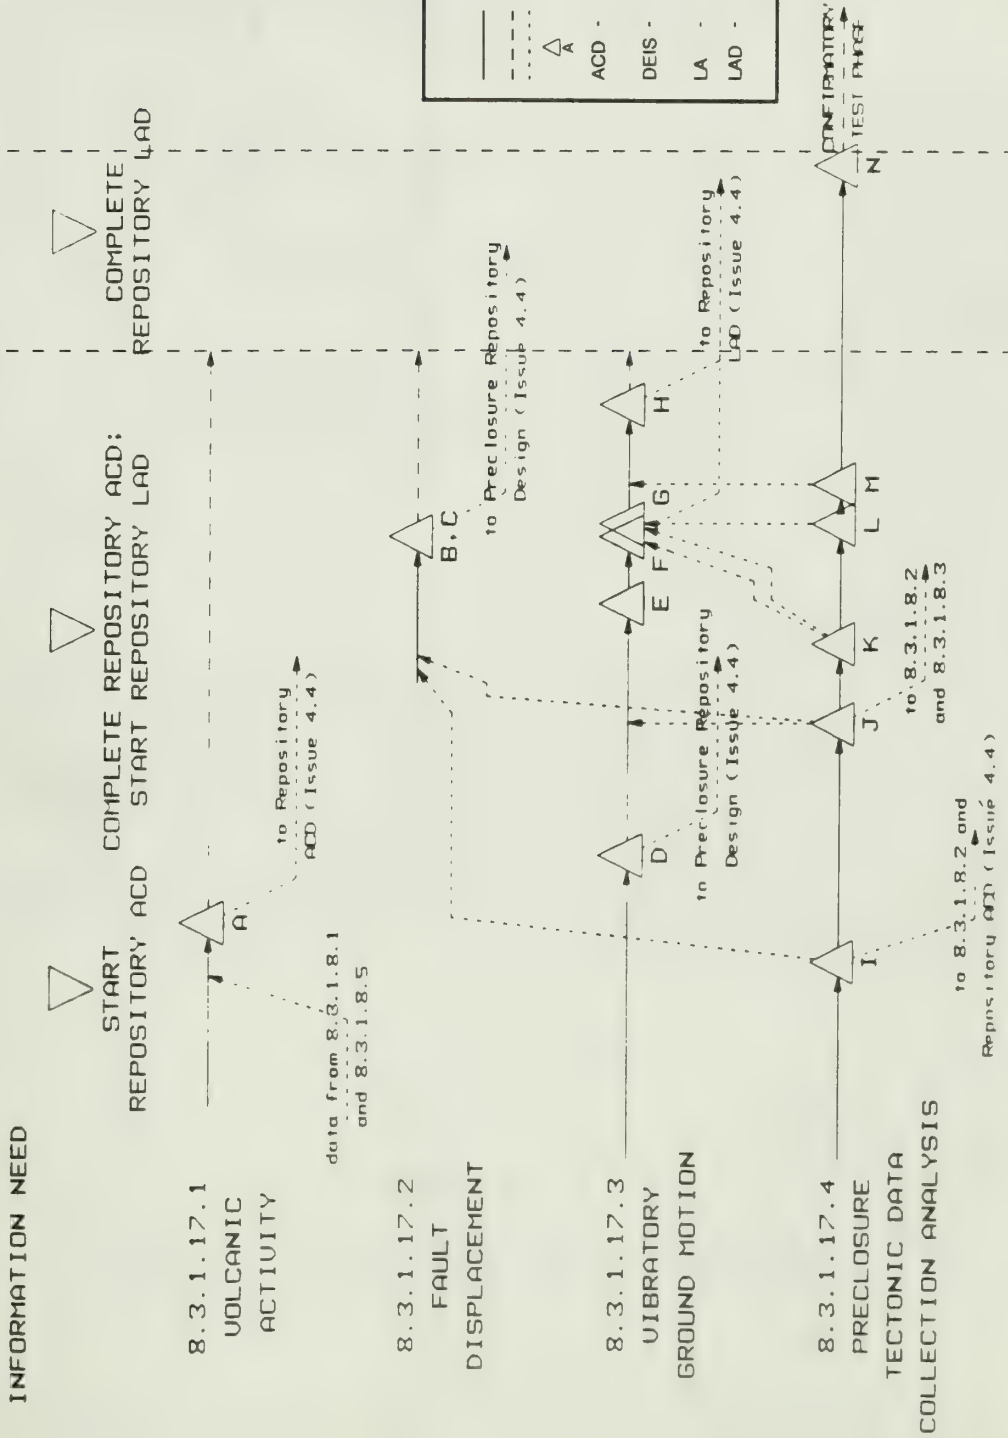 INFORMATION NEED
START
REPOSITORY ACD
COMPLETE REPOSITORY ACD;
START REPOSITORY LAD
COMPLETE
REPOSITORY LAD
8.3.1.17.1
VOLCANIC
ACTIVITY
A
data from 8.3.1.8.1
and 8.3.1.8.5
to Repository
ACD (Issue 4.4)
8.3.1.17.2
FAULT
DISPLACEMENT
B,C
to Preclosure Repository
Design (Issue 4.4)
8.3.1.17.3
VIBRATORY
GROUND MOTION
D
E
F
G
H
to Preclosure Repository
Design (Issue 4.4)
to Repository
LAD (Issue 4.4)
8.3.1.17.4
PRECLOSURE
TECTONIC DATA
COLLECTION ANALYSIS
I
J
K
L
M
N
to 8.3.1.8.2 and
Repository ACD (Issue 4.4)
to 8.3.1.8.2
and 8.3.1.8.3
CONFIRMATORY
TEST PHASE
A
ACD -
DEIS -
LA -
LAD -